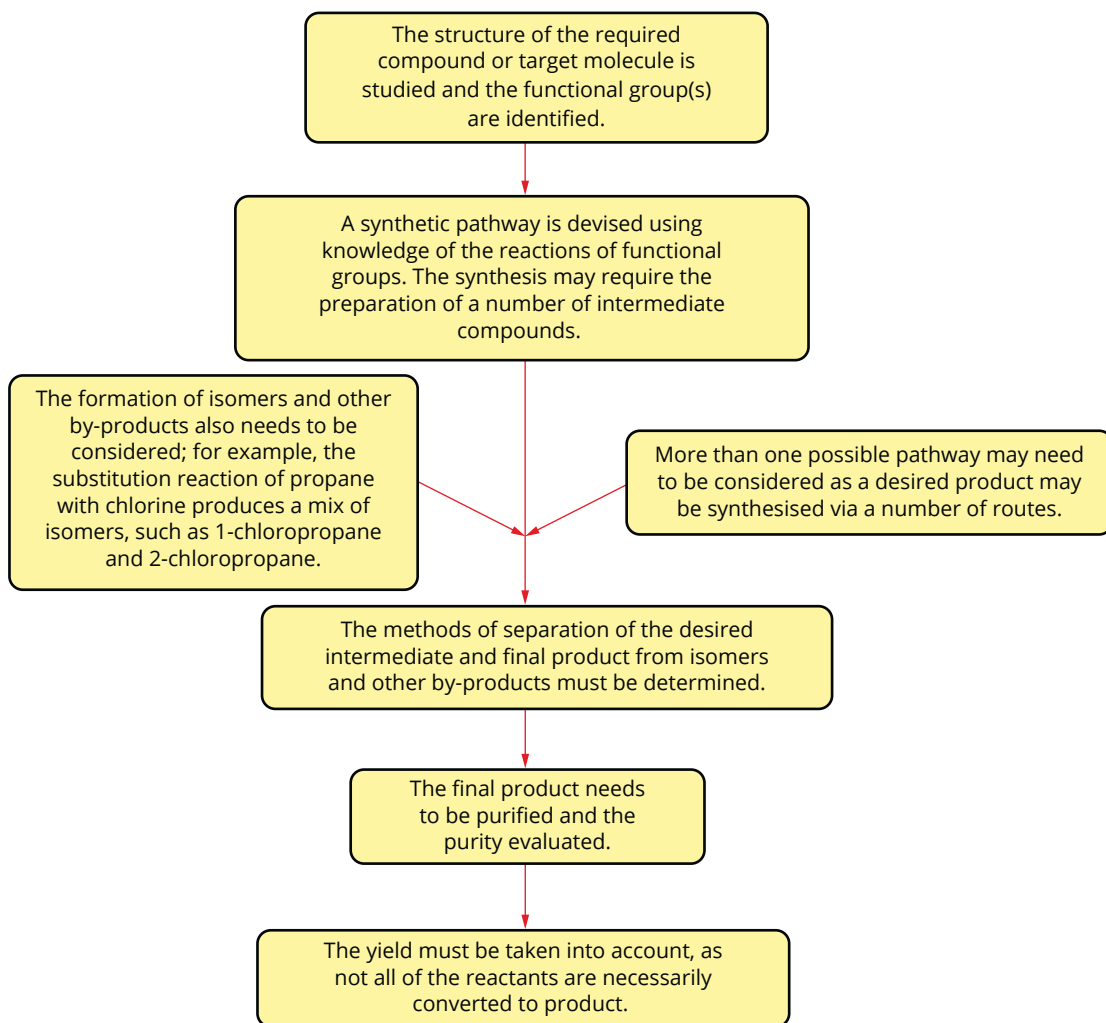 The structure of the required
compound or target molecule is
studied and the functional group(s)
are identified.
A synthetic pathway is devised using
knowledge of the reactions of functional
groups. The synthesis may require the
preparation of a number of intermediate
compounds.
The formation of isomers and other
by-products also needs to be
considered; for example, the
substitution reaction of propane
with chlorine produces a mix of
isomers, such as 1-chloropropane
and 2-chloropropane.
More than one possible pathway may need
to be considered as a desired product may
be synthesised via a number of routes.
The methods of separation of the desired
intermediate and final product from isomers
and other by-products must be determined.
The final product needs
to be purified and the
purity evaluated.
The yield must be taken into account, as
not all of the reactants are necessarily
converted to product.